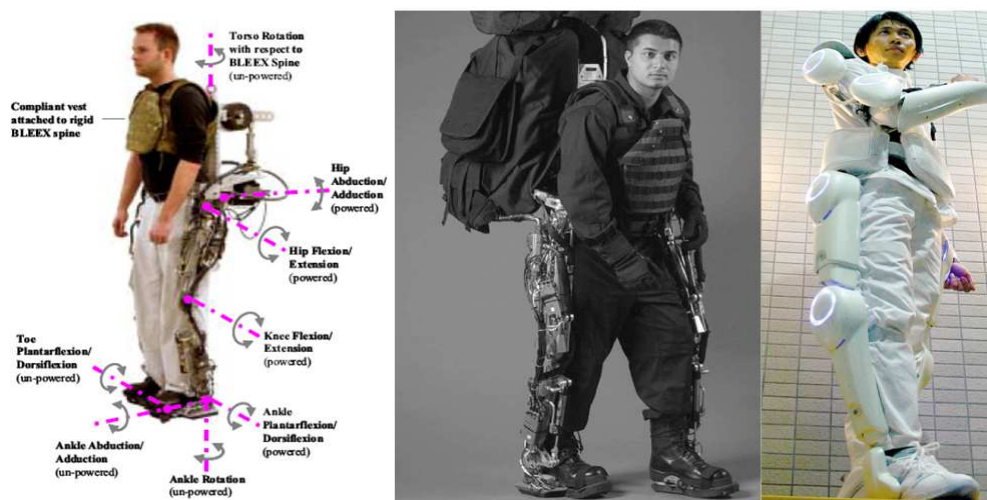 Torso Rotation
with respect to
BLEEX Spine
(un-powered)
Compliant vest
attached to rigid
BLEEX spine
Hip
Abduction/
Adduction
(powered)
Hip Flexion/
Extension
(powered)
Knee Flexion/
Extension
(powered)
Toe
Plantarflexion/
Dorsiflexion
(un-powered)
Ankle
Plantarflexion/
Dorsiflexion
(powered)
Ankle Abduction/
Adduction
(un-powered)
Ankle Rotation
(un-powered)